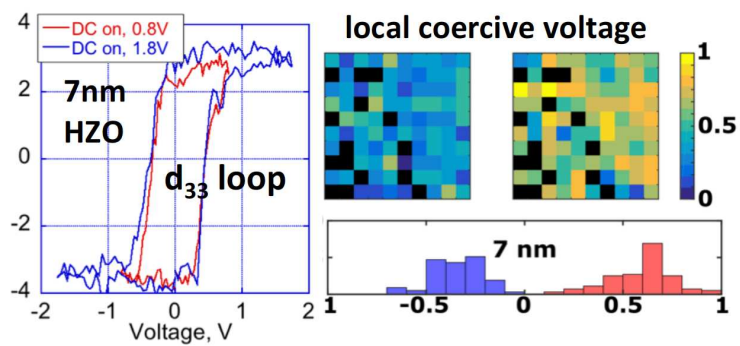 DC on, 0.8V
DC on, 1.8V
7nm
HZO
d33 loop
4
2
0
-2
-4
-2
-1
0
1
2
Voltage, V
local coercive voltage
1
0.5
0
7 nm
1
-0.5
0
0.5
1